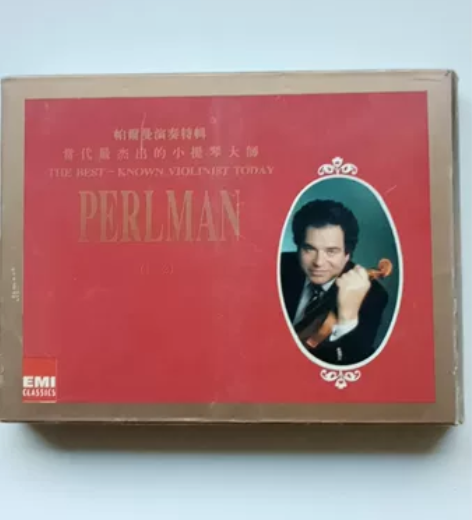 帕爾曼演奏特輯
當代最杰出的小提琴大師
THE BEST-KNOWN VIOLINIST TODAY
PERLMAN
EMI
CLASSICS